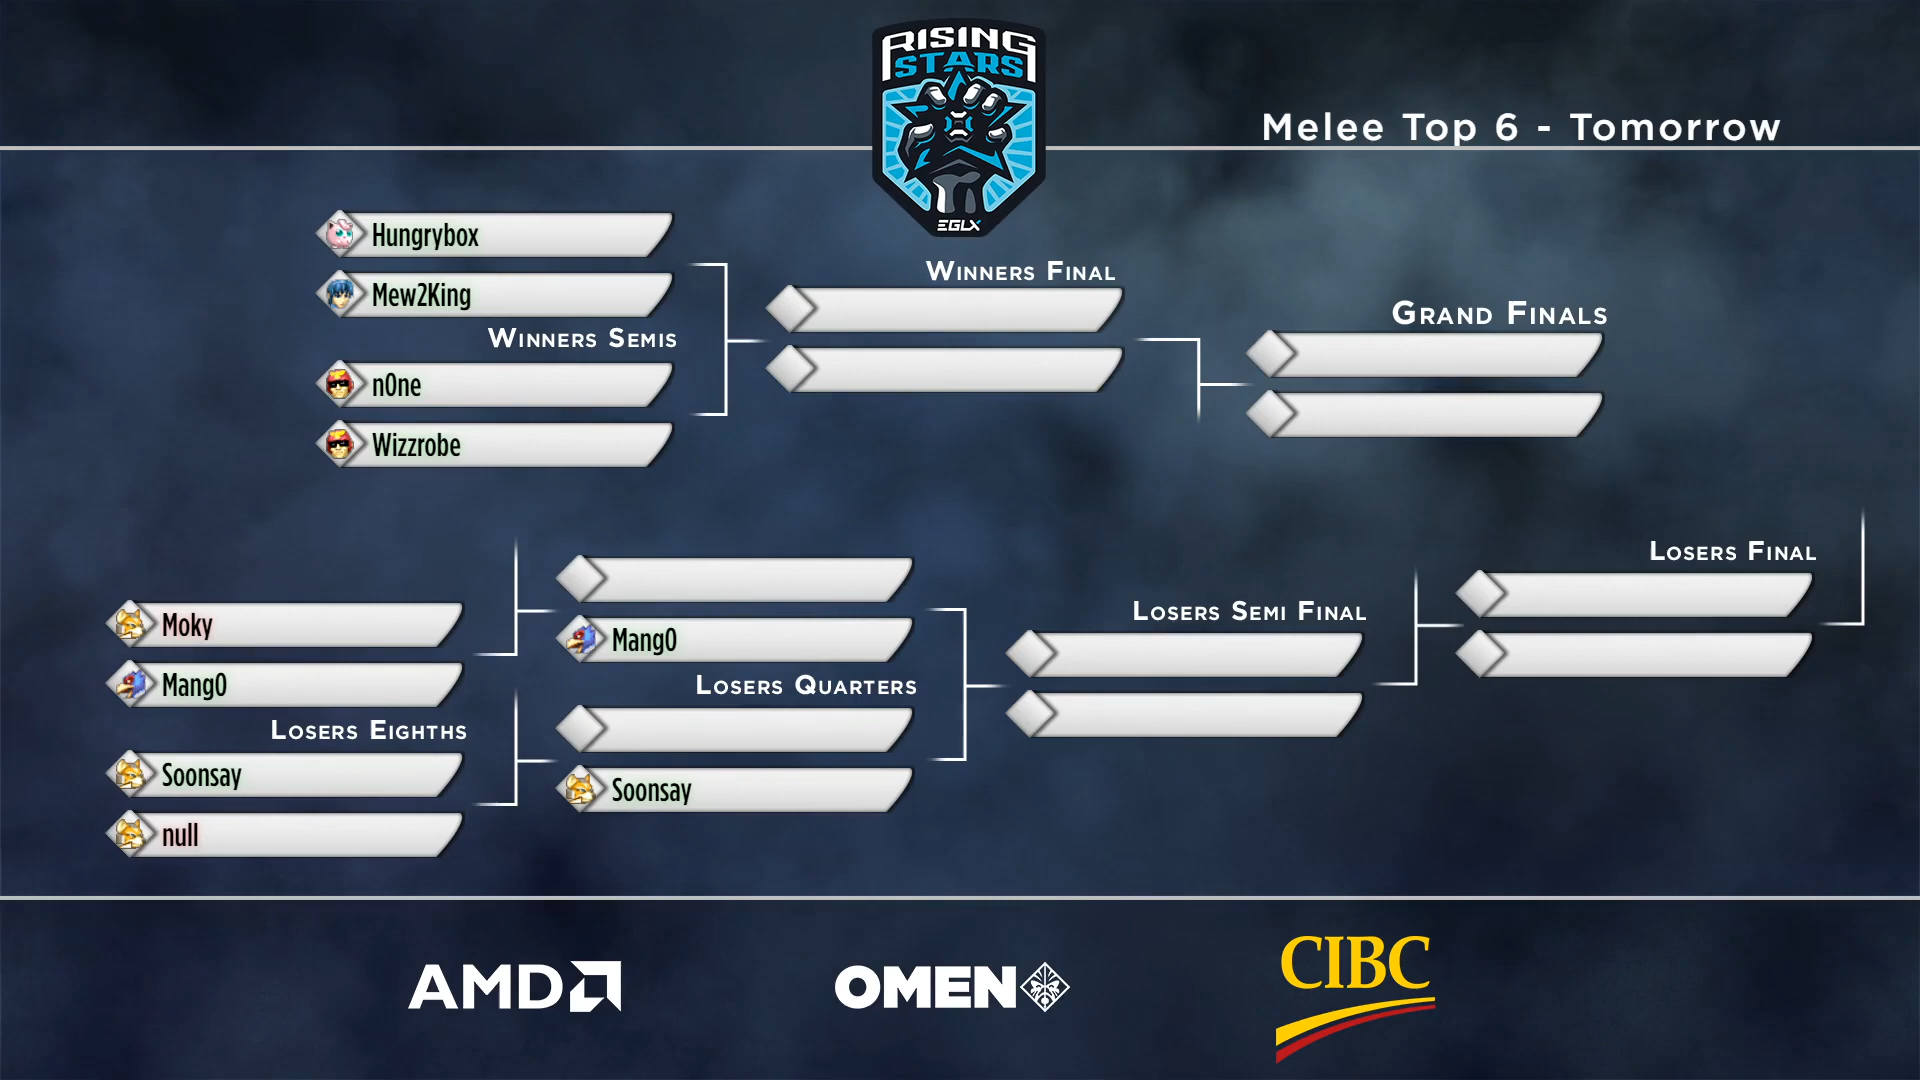 RISING
STARS
EGLX
Melee Top 6 - Tomorrow
Hungrybox
Mew2King
Winners Semis
n0ne
Wizzrobe
Winners Final
Grand Finals
Moky
Mang0
Losers Eighths
Soonsay
null
Mang0
Losers Quarters
Soonsay
Losers Semi Final
Losers Final
AMD
OMEN
CIBC